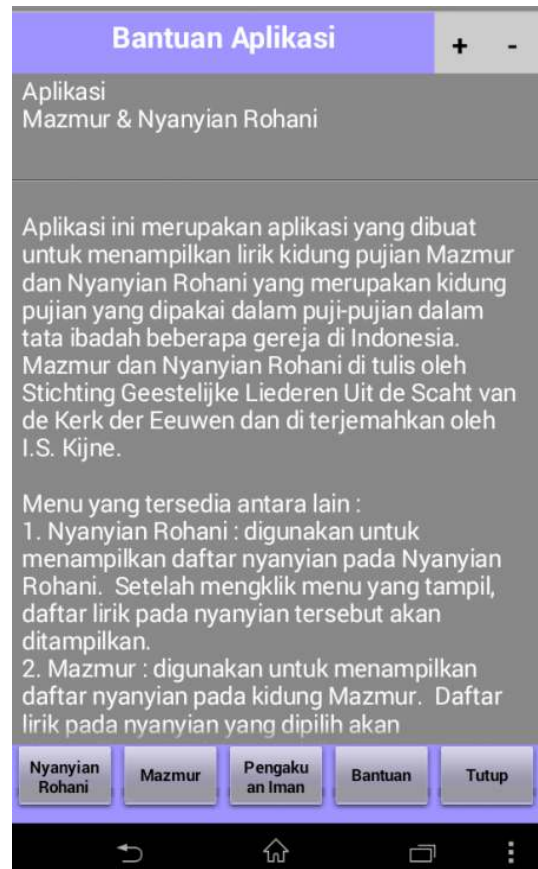 Bantuan Aplikasi
+ -
Aplikasi
Mazmur & Nyanyian Rohani
Aplikasi ini merupakan aplikasi yang dibuat
untuk menampilkan lirik kidung pujian Mazmur
dan Nyanyian Rohani yang merupakan kidung
pujian yang dipakai dalam puji-pujian dalam
tata ibadah beberapa gereja di Indonesia.
Mazmur dan Nyanyian Rohani di tulis oleh
Stichting Geestelijke Liederen Uit de Scaht van
de Kerk der Eeuwen dan di terjemahkan oleh
I.S. Kijne.
Menu yang tersedia antara lain :
1. Nyanyian Rohani : digunakan untuk
menampilkan daftar nyanyian pada Nyanyian
Rohani.  Setelah mengklik menu yang tampil,
daftar lirik pada nyanyian tersebut akan
ditampilkan.
2. Mazmur : digunakan untuk menampilkan
daftar nyanyian pada kidung Mazmur.  Daftar
lirik pada nyanyian yang dipilih akan
Nyanyian
Rohani
Mazmur
Pengaku
an Iman
Bantuan
Tutup